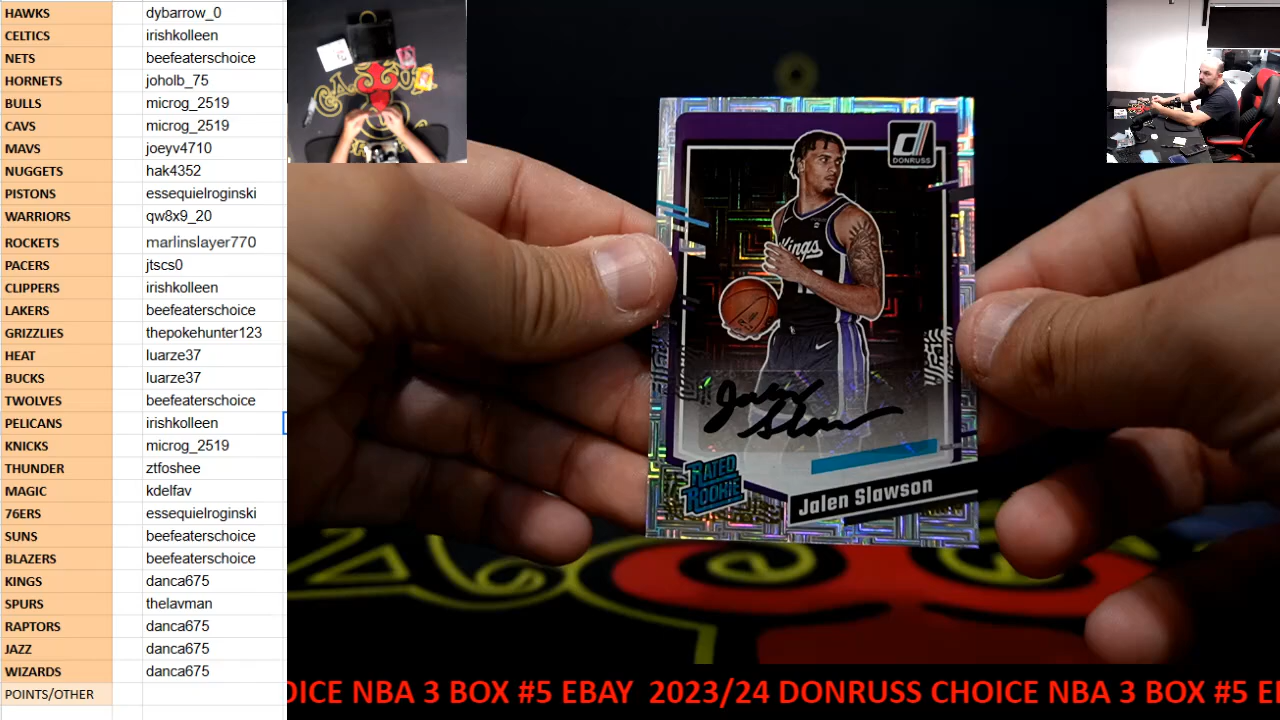 HAWKS dybarrow_0
CELTICS irishkolleen
NETS beefeaterschoice
HORNETS joholb_75
BULLS microg_2519
CAVS microg_2519
MAVS joeyv4710
NUGGETS hak4352
PISTONS essequielroginski
WARRIORS qw8x9_20
ROCKETS marlinslayer770
PACERS jtscs0
CLIPPERS irishkolleen
LAKERS beefeaterschoice
GRIZZLIES thepokehunter123
HEAT luarze37
BUCKS luarze37
TWOLVES beefeaterschoice
PELICANS irishkolleen
KNICKS microg_2519
THUNDER ztfoshee
MAGIC kdelfav
76ERS essequielroginski
SUNS beefeaterschoice
BLAZERS beefeaterschoice
KINGS danca675
SPURS thelavman
RAPTORS danca675
JAZZ danca675
WIZARDS danca675
POINTS/OTHER
DONRUSS
Kings
Jalen Slaw
RATED
ROOKIE
Jalen Slawson
OICE NBA 3 BOX #5 EBAY 2023/24 DONRUSS CHOICE NBA 3 BOX #5 E